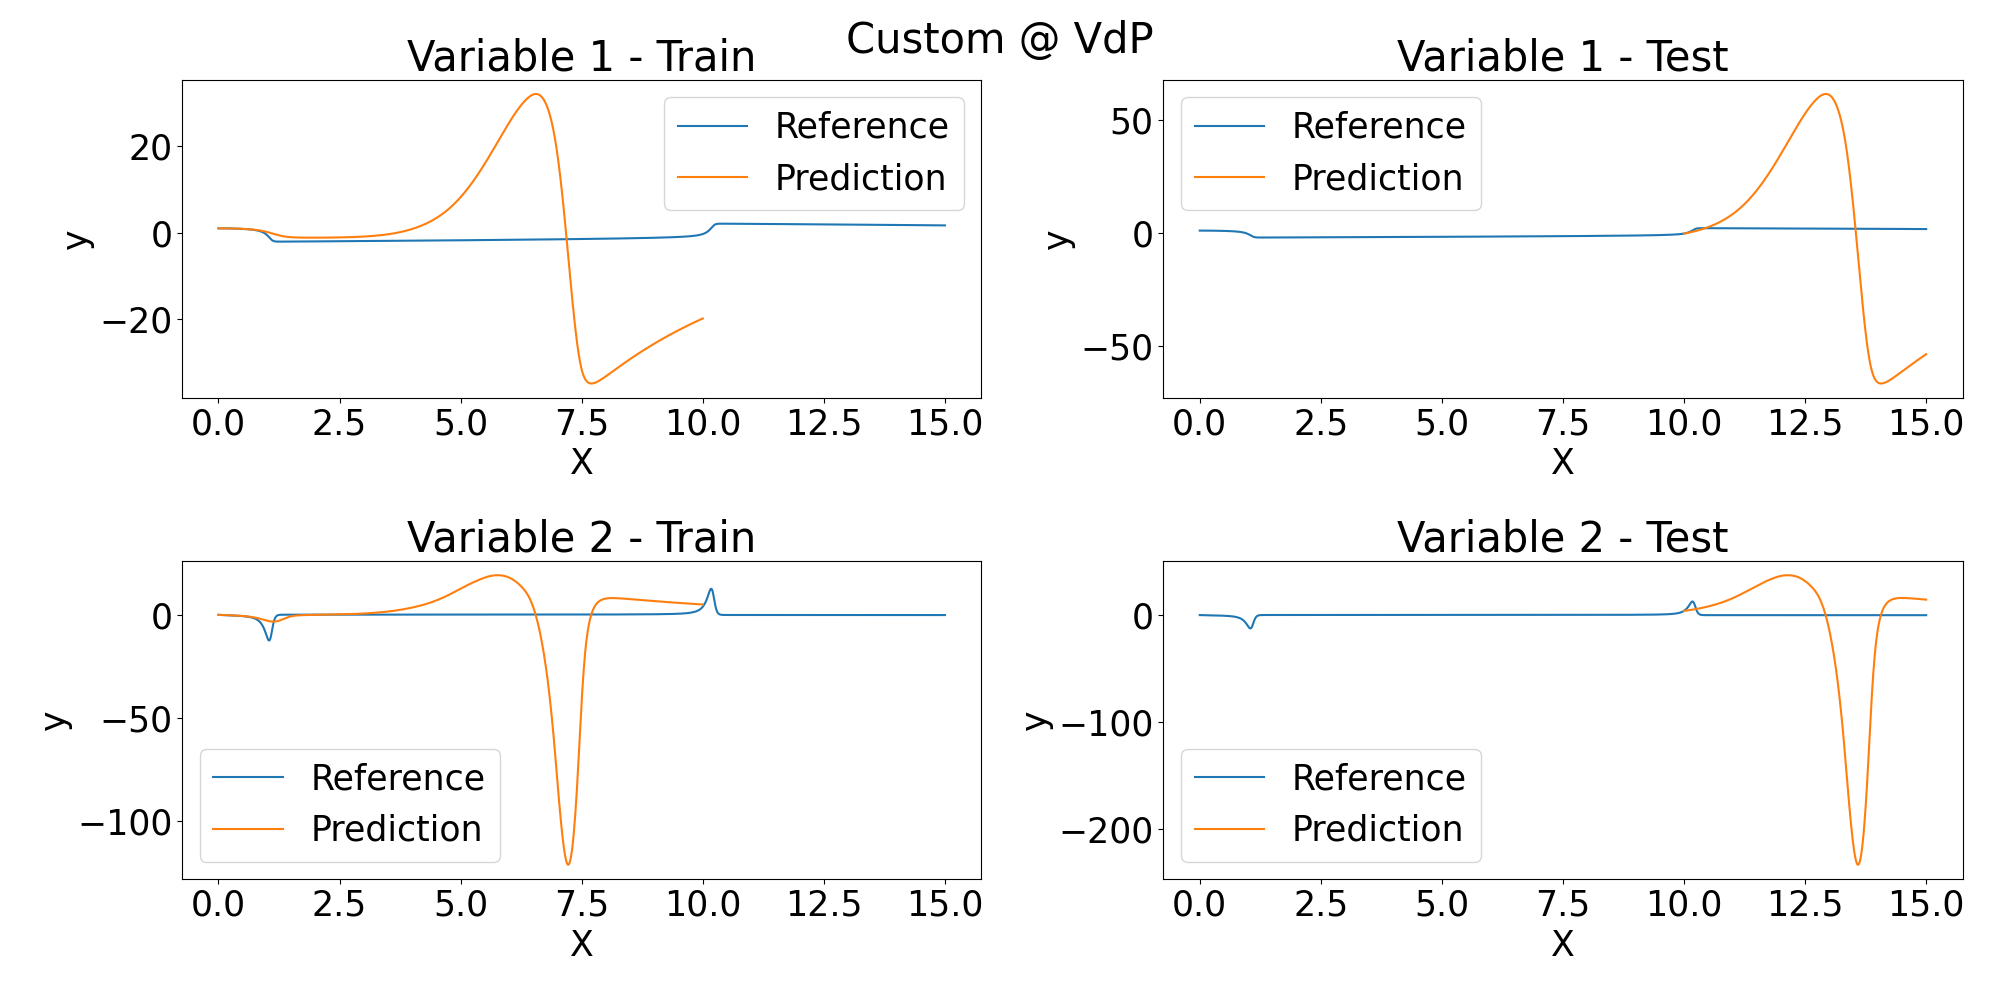 Custom @ VdP
Variable 1 - Train
Variable 1 - Test
20
0
−20
y
Reference
Prediction
0.0 2.5 5.0 7.5 10.0 12.5 15.0
X
50
0
−50
y
Reference
Prediction
0.0 2.5 5.0 7.5 10.0 12.5 15.0
X
Variable 2 - Train
Variable 2 - Test
0
−50
−100
y
Reference
Prediction
0.0 2.5 5.0 7.5 10.0 12.5 15.0
X
0
−100
−200
y
Reference
Prediction
0.0 2.5 5.0 7.5 10.0 12.5 15.0
X